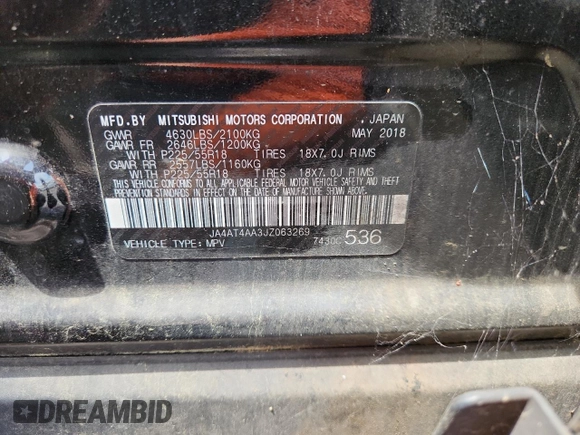 MFD.BY MITSUBISHI MOTORS CORPORATION , JAPAN
GVWR 4630LBS/2100KG MAY 2018
GAWR FR 2646LBS/1200KG
WITH P225/55R18 TIRES 18X7.0J RIMS
GAWR RR 2557LBS/1160KG
WITH P225/55R18 TIRES 18X7.0J RIMS
THIS VEHICLE CONFORMS TO ALL APPLICABLE FEDERAL MOTOR VEHICLE SAFETY AND
THEFT PREVENTION STANDARDS IN EFFECT ON THE DATE OF MANUFACTURE SHOWN ABOVE.
JA4AT4AA3JZ063269
VEHICLE TYPE: MPV 7430C 536
DREAMBID